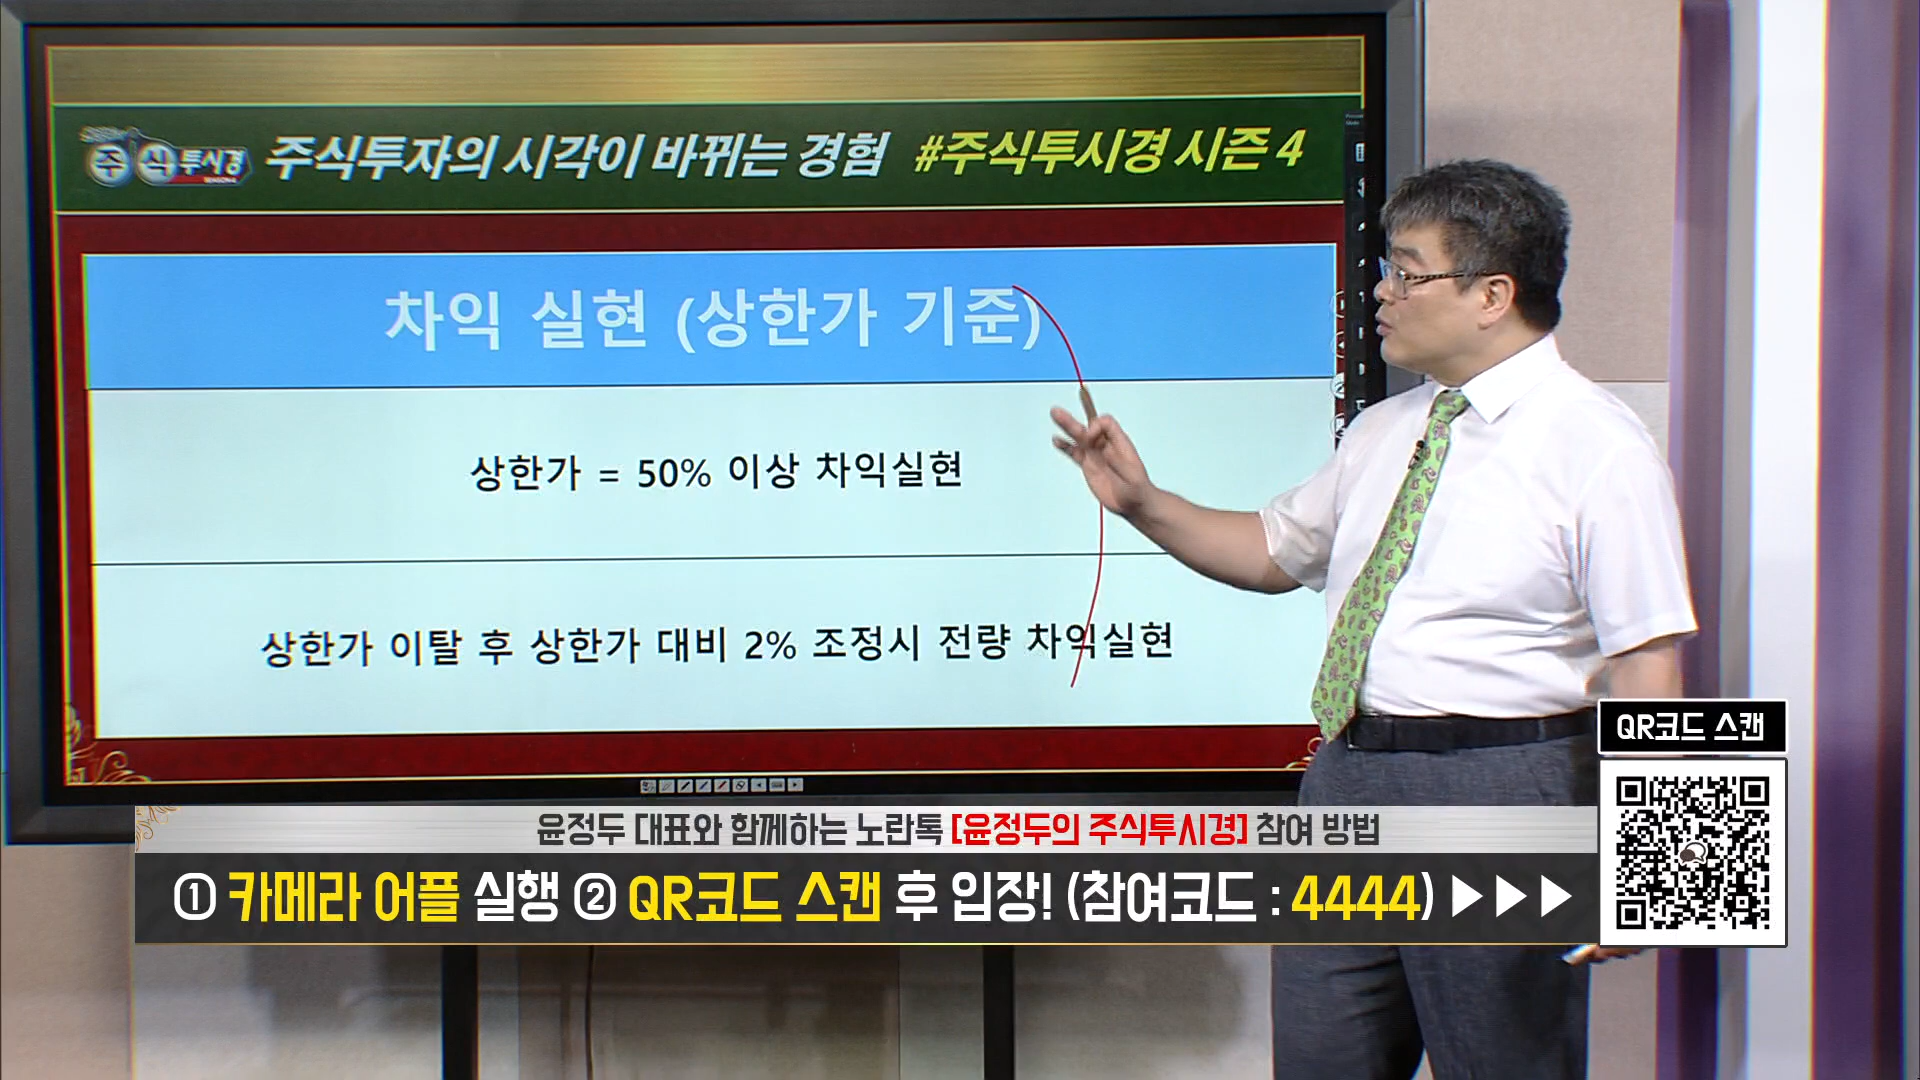 주식투시경 주식투자의 시각이 바뀌는 경험 #주식투시경 시즌 4
차익 실현 (상한가 기준)
상한가 = 50% 이상 차익실현
상한가 이탈 후 상한가 대비 2% 조정시 전량 차익실현
QR코드 스캔
윤정두 대표와 함께하는 노란톡 [윤정두의 주식투시경] 참여 방법
① 카메라 어플 실행 ② QR코드 스캔 후 입장! (참여코드 : 4444) ▶▶▶